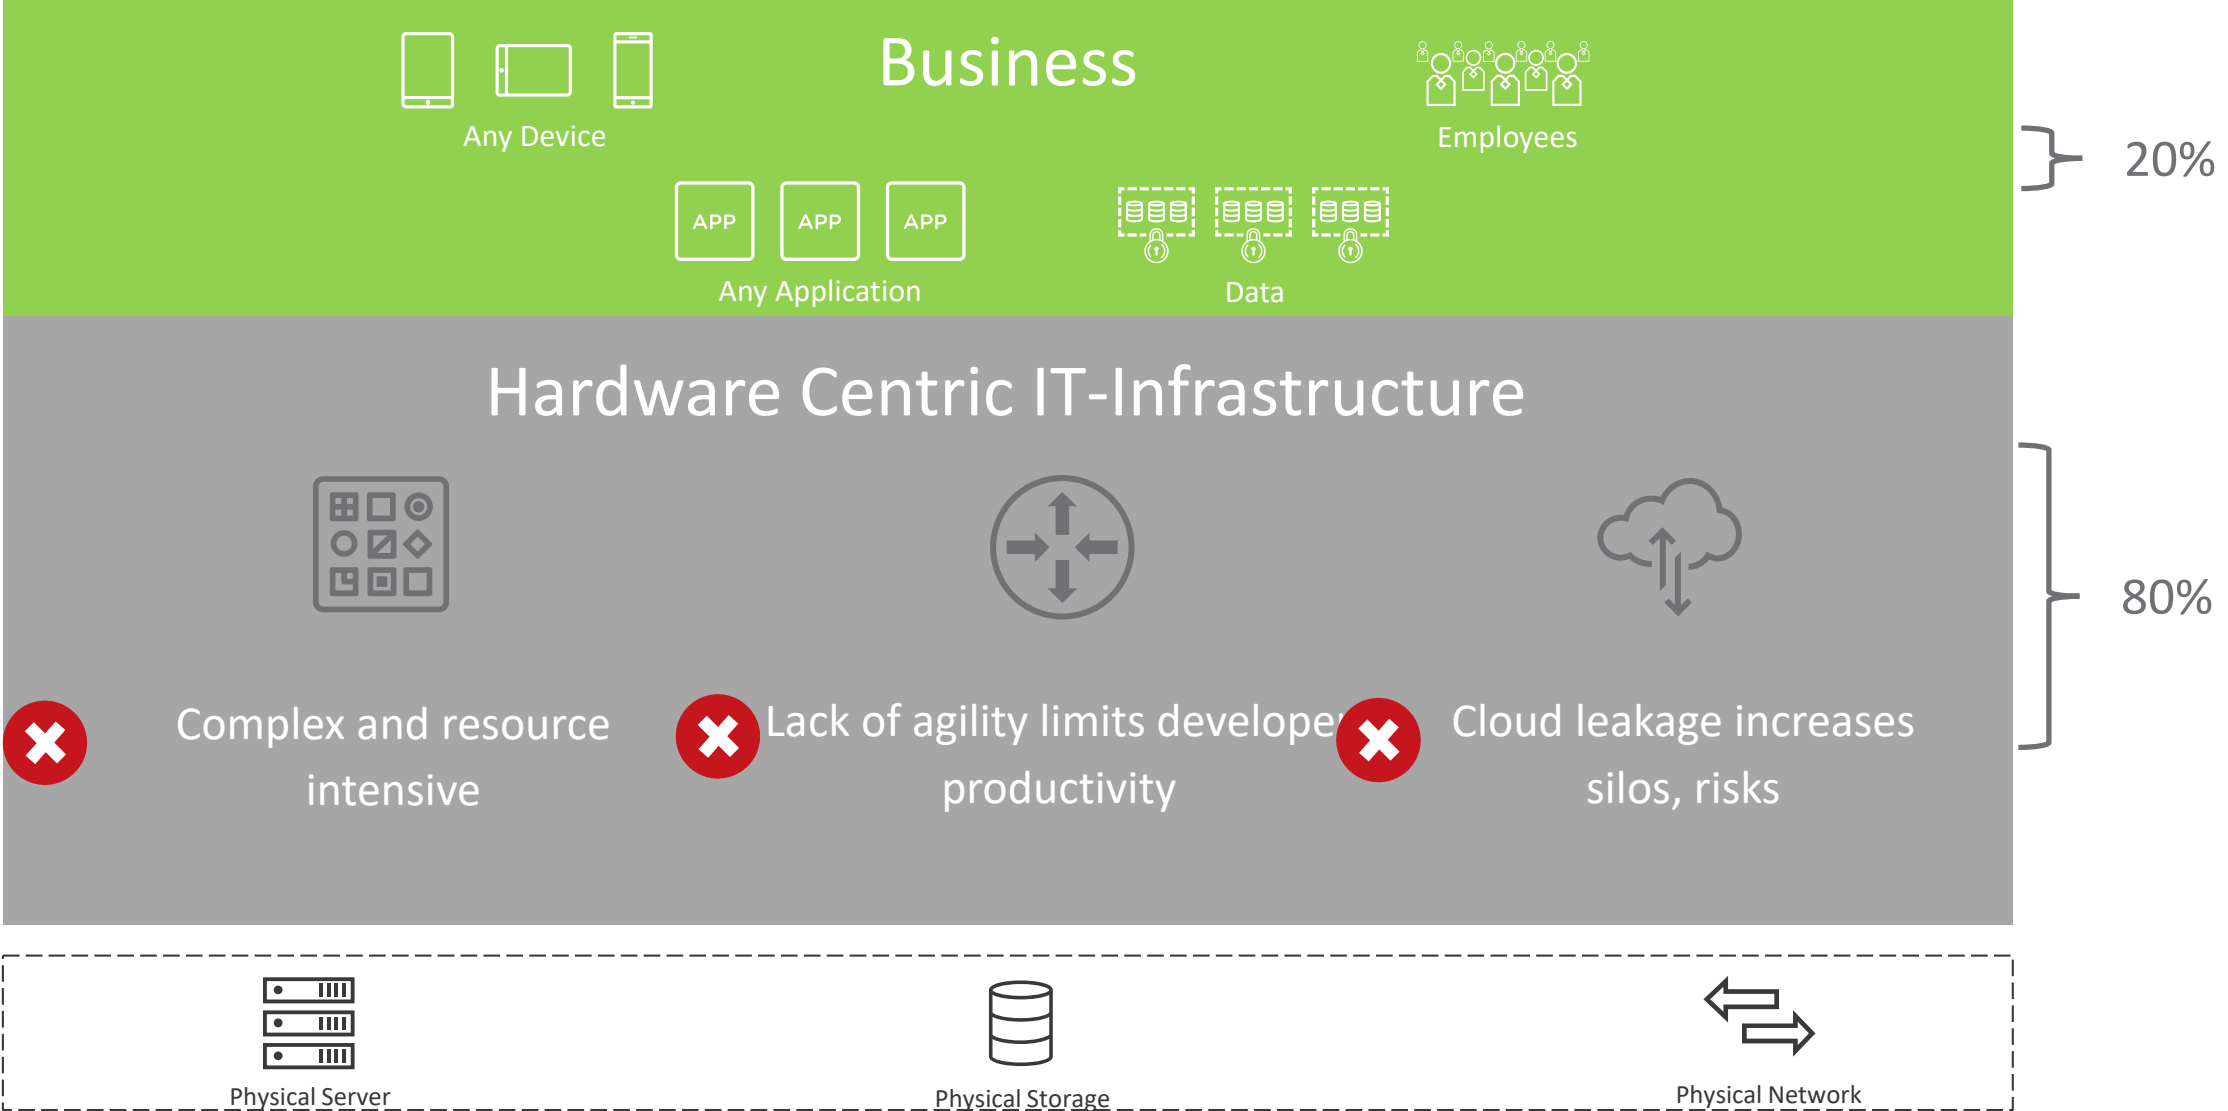 Business
Any Device
Employees
20%
APP APP APP
Any Application
Data
Hardware Centric IT-Infrastructure
80%
Complex and resource
intensive
Lack of agility limits develope
productivity
Cloud leakage increases
silos, risks
Physical Server
Physical Storage
Physical Network